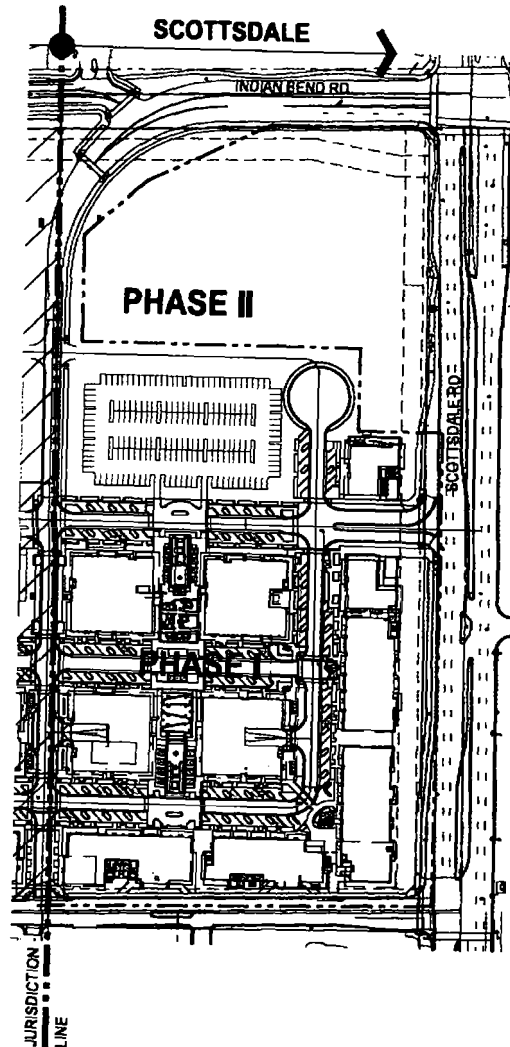 SCOTTSDALE
INDIAN BEND RD.
PHASE II
SCOTTSDALE RD
PHASE I
JURISDICTION
LINE